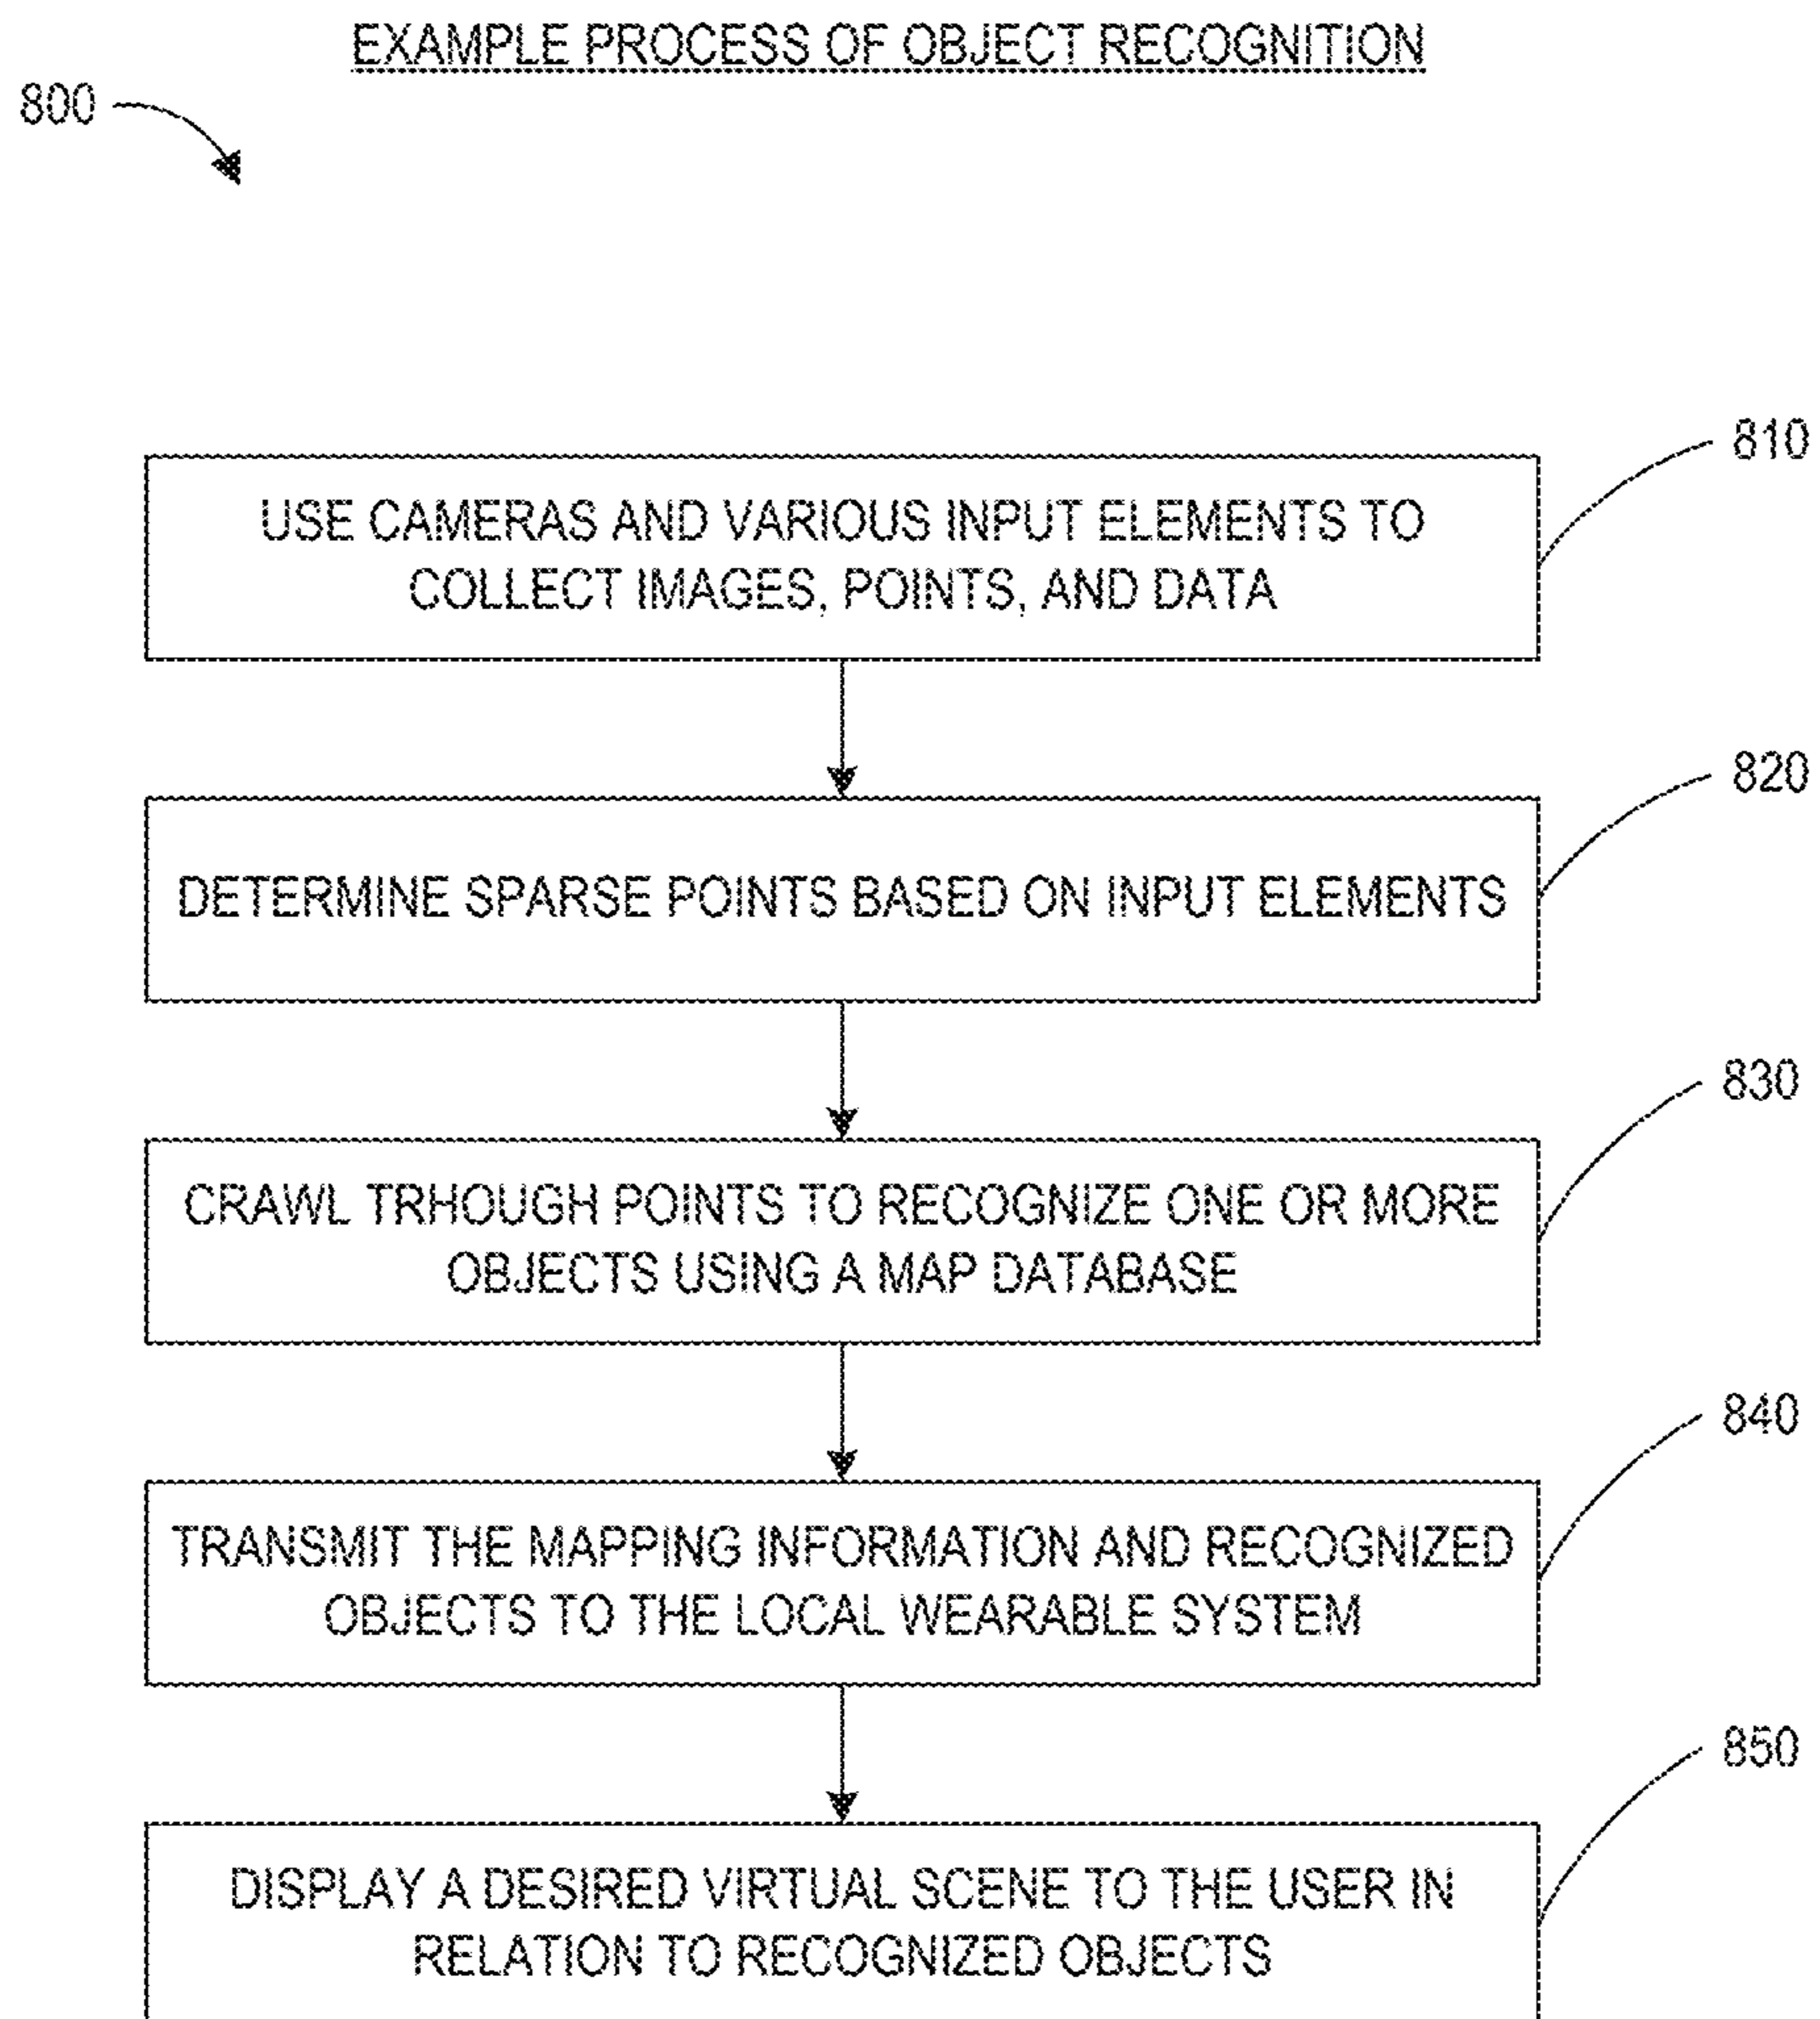 EXAMPLE PROCESS OF OBJECT RECOGNITION
800
810
USE CAMERAS AND VARIOUS INPUT ELEMENTS TO
COLLECT IMAGES, POINTS, AND DATA
820
DETERMINE SPARSE POINTS BASED ON INPUT ELEMENTS
830
CRAWL TRHOUGH POINTS TO RECOGNIZE ONE OR MORE
OBJECTS USING A MAP DATABASE
840
TRANSMIT THE MAPPING INFORMATION AND RECOGNIZED
OBJECTS TO THE LOCAL WEARABLE SYSTEM
850
DISPLAY A DESIRED VIRTUAL SCENE TO THE USER IN
RELATION TO RECOGNIZED OBJECTS